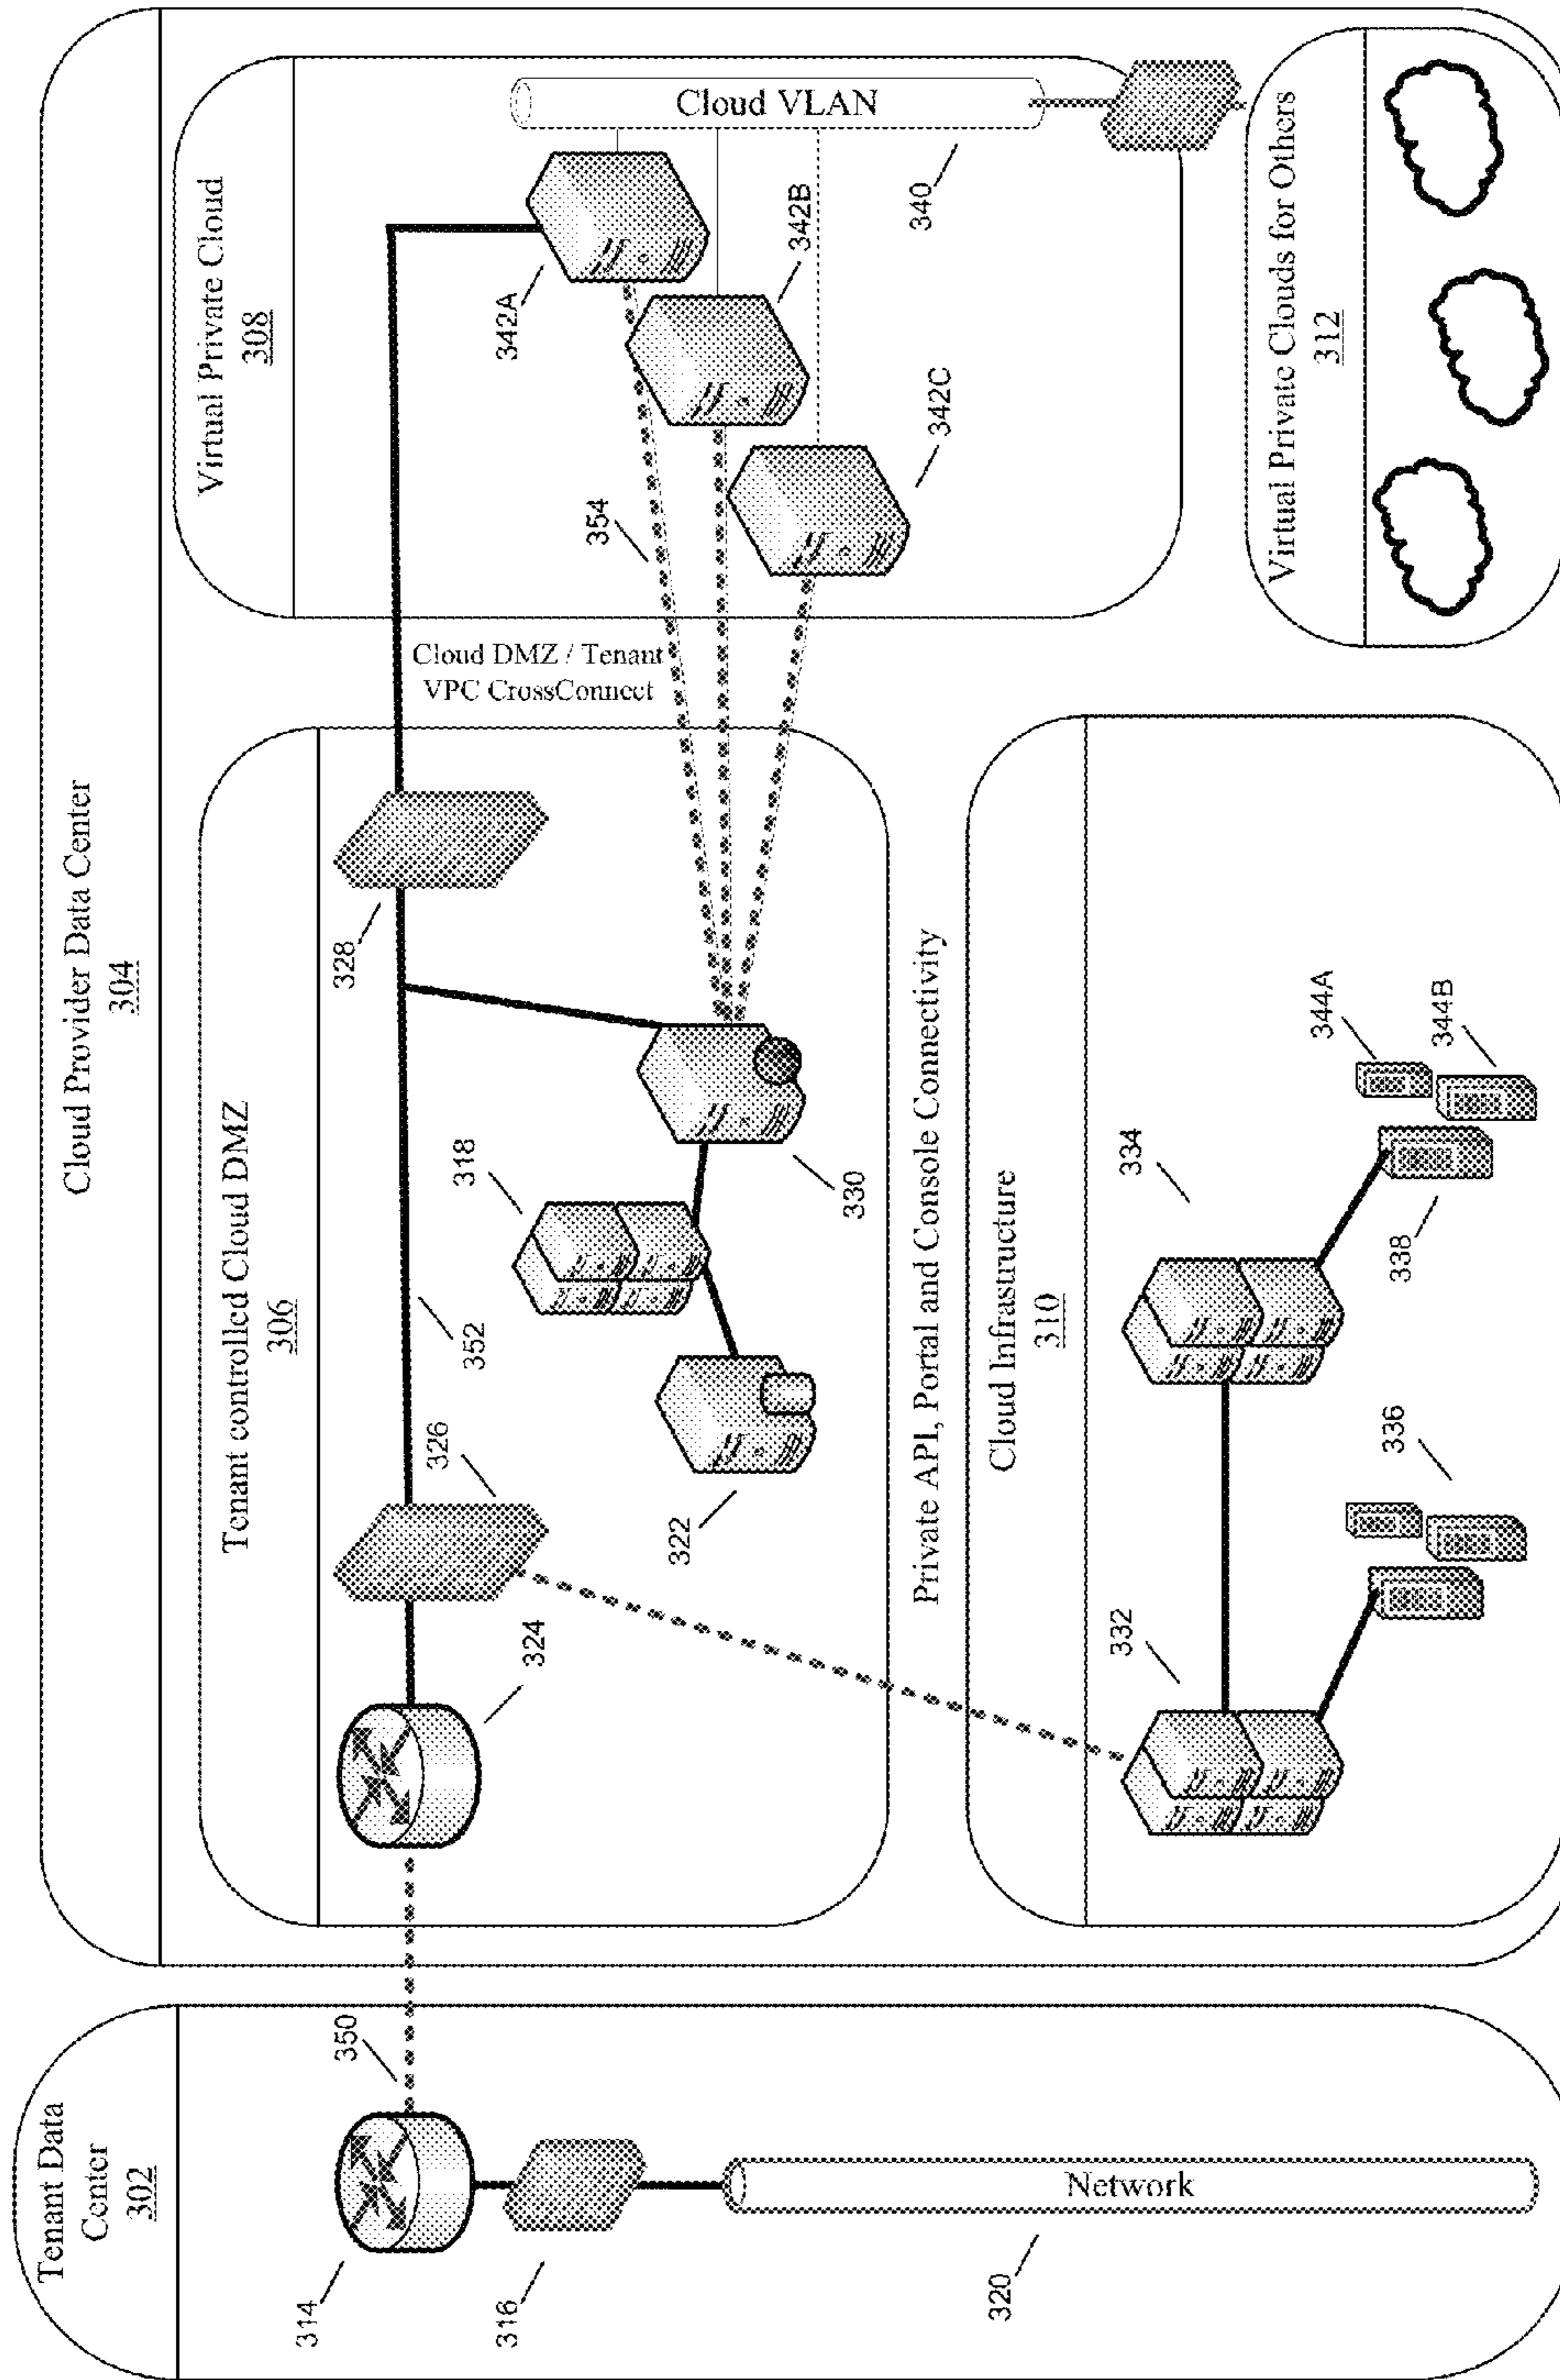 Tenant Data
Center
302
314
316
320
Network
350
Cloud Provider Data Center
304
Tenant controlled Cloud DMZ
306
324
326
352
328
318
322
330
Cloud DMZ / Tenant
VPC CrossConnect
Virtual Private Cloud
308
342A
342B
342C
354
Cloud VLAN
340
Private API, Portal and Console Connectivity
Cloud Infrastructure
310
332
334
336
338
344A
344B
Virtual Private Clouds for Others
312